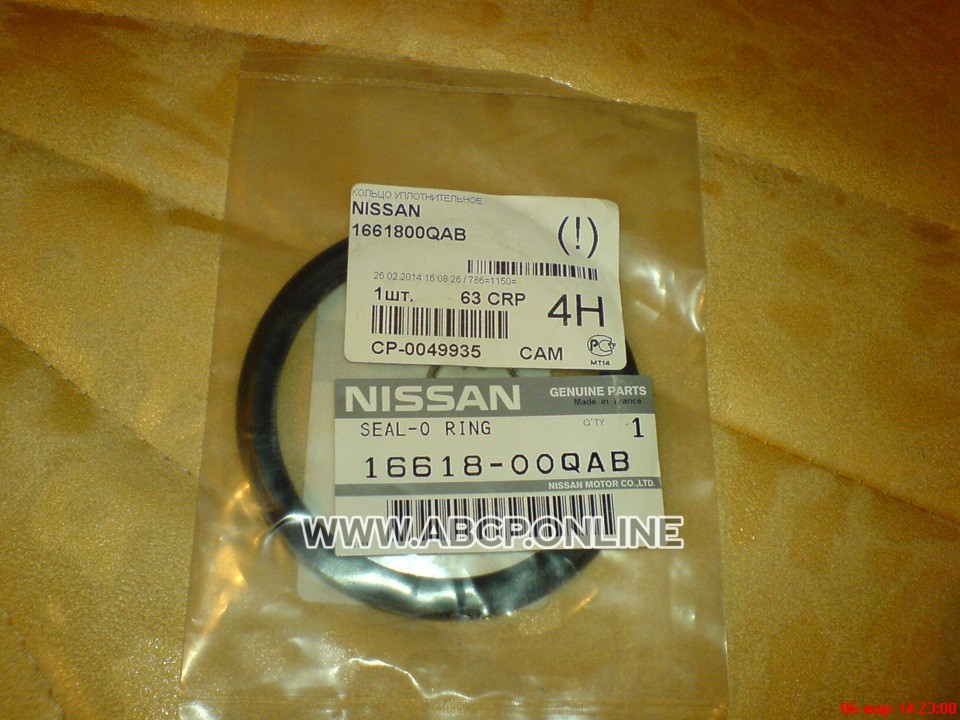 КОЛЬЦО УПЛОТНИТЕЛЬНОЕ
NISSAN
1661800QAB
(!)
26.02.2014 16:08:26 / 786=1150=
1шт. 63 CRP
4H
CP-0049935 CAM
РСТ
МТ14
NISSAN GENUINE PARTS
Made in France
SEAL-O RING Q'TY 1
16618-00QAB
NISSAN MOTOR CO.,LTD.
WWW.ABCP.ONLINE
06-мар-14 23:00